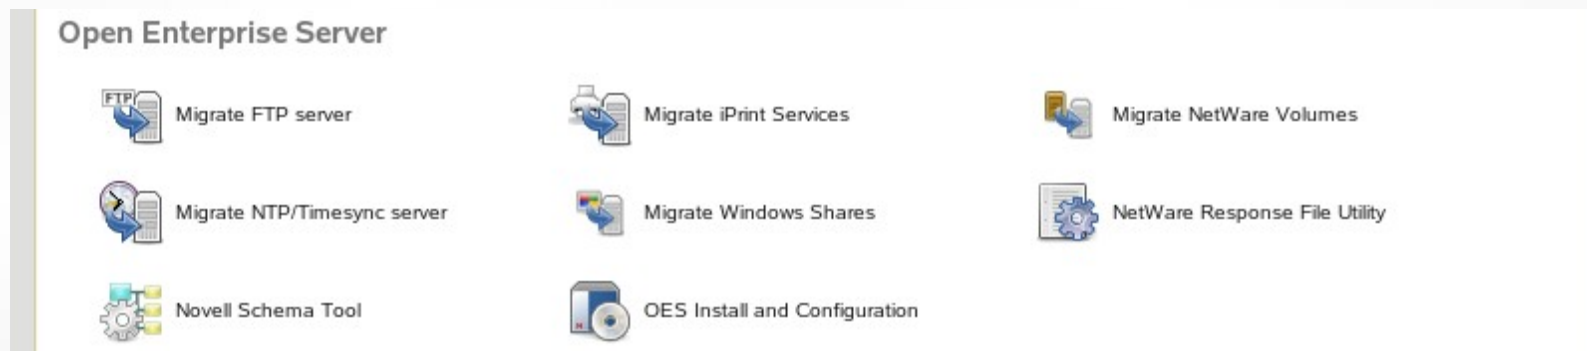 Open Enterprise Server
FTP
Migrate FTP server
Migrate iPrint Services
Migrate NetWare Volumes
Migrate NTP/Timesync server
Migrate Windows Shares
NetWare Response File Utility
Novell Schema Tool
N
OES Install and Configuration